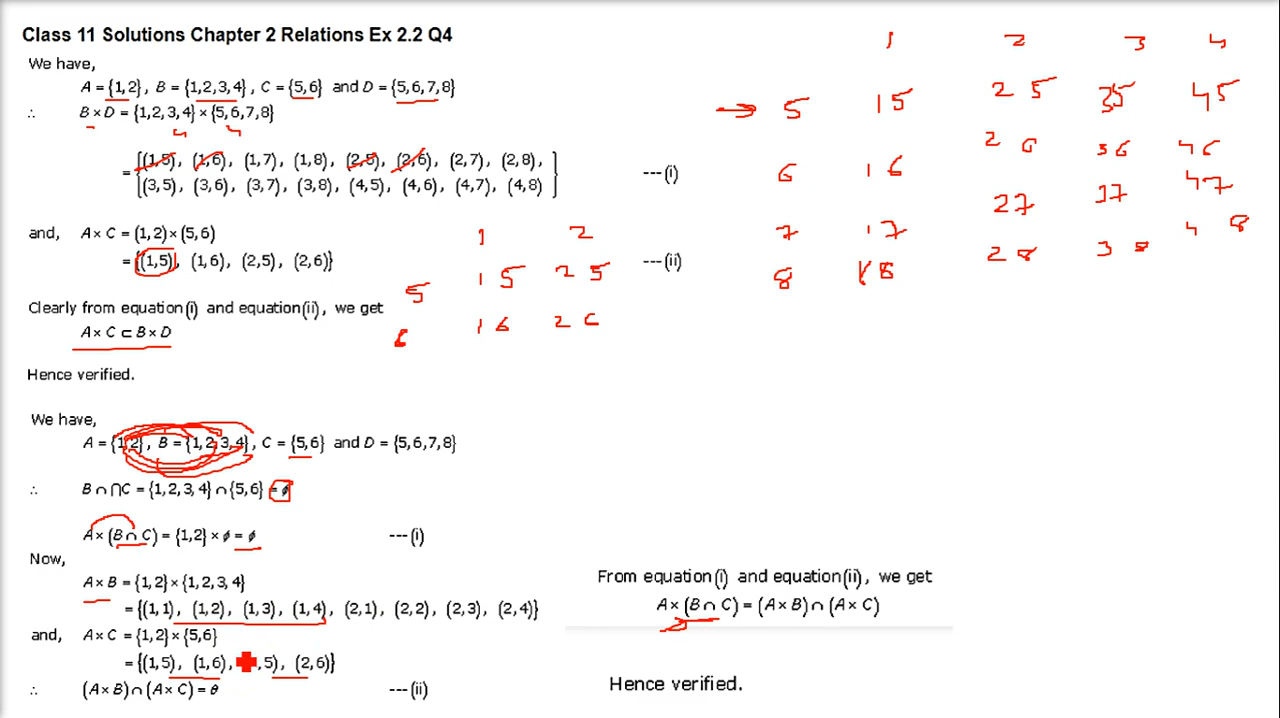 Class 11 Solutions Chapter 2 Relations Ex 2.2 Q4
We have,
A = {1,2}, B = {1,2,3,4}, C = {5,6} and D = {5,6,7,8}
∴ B × D = {1,2,3,4} × {5,6,7,8}
4 4
= {(1,5), (1,6), (1,7), (1,8), (2,5), (2,6), (2,7), (2,8),
(3,5), (3,6), (3,7), (3,8), (4,5), (4,6), (4,7), (4,8)} ---(i)
and, A × C = (1,2) × (5,6)
= {(1,5), (1,6), (2,5), (2,6)} ---(ii)
Clearly from equation(i) and equation(ii), we get
A × C ⊂ B × D
Hence verified.
1 2
5 15 25
6 16 26
1 2 3 4
→ 5 15 25 35 45
6 16 26 36 46
7 17 27 37 47
8 18 28 38 48
We have,
A = {1,2}, B = {1,2,3,4}, C = {5,6} and D = {5,6,7,8}
∴ B ∩ ⋂C = {1,2,3,4} ∩ {5,6} = ϕ
A × (B ∩ C) = {1,2} × ϕ = ϕ ---(i)
Now,
A × B = {1,2} × {1,2,3,4}
= {(1,1), (1,2), (1,3), (1,4), (2,1), (2,2), (2,3), (2,4)}
and, A × C = {1,2} × {5,6}
= {(1,5), (1,6), ,5), (2,6)}
∴ (A × B) ∩ (A × C) = θ ---(ii)
From equation(i) and equation(ii), we get
A × (B ∩ C) = (A × B) ∩ (A × C)
Hence verified.